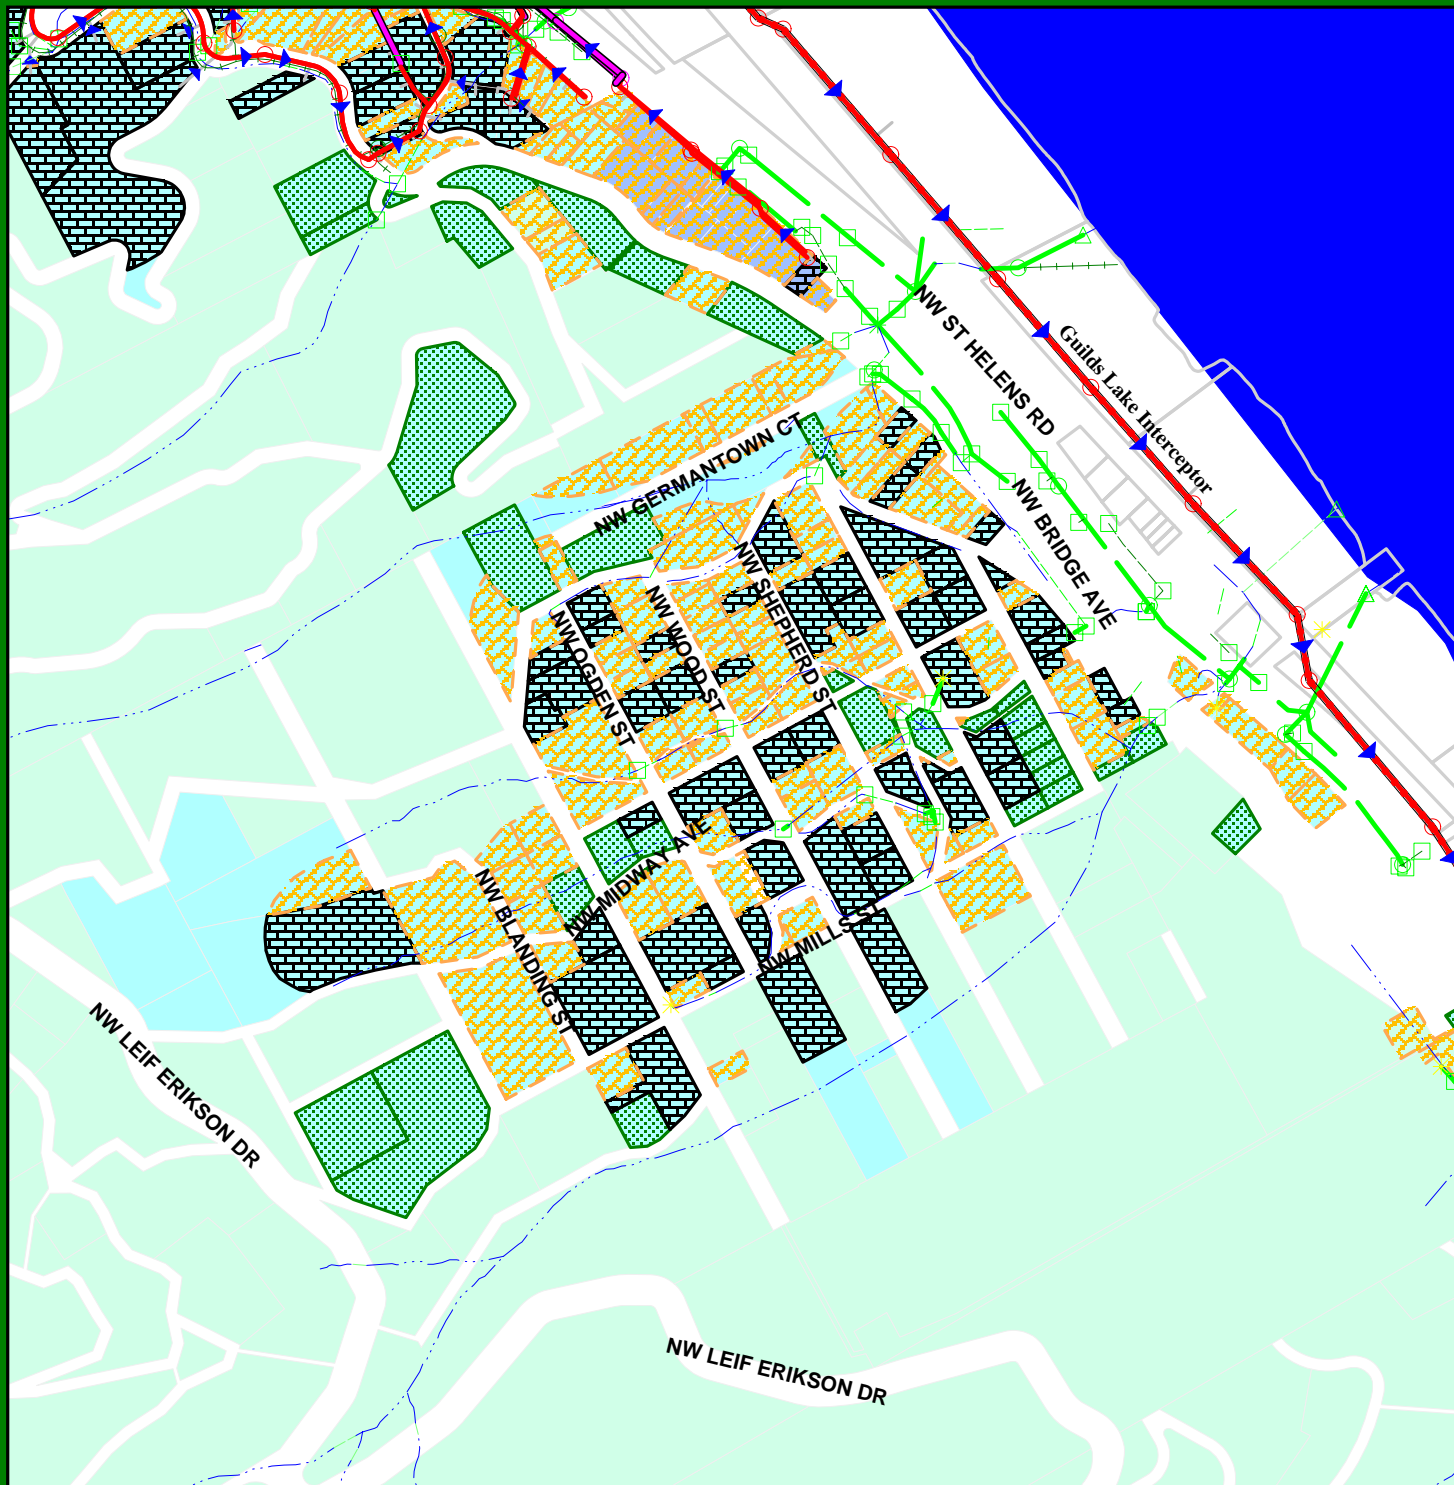 NW ST HELENS RD
Guilds Lake Interceptor
NW GERMANTOWN CT
NW BRIDGE AVE
NW SHEPHERD ST
NW WOOD ST
NW OGDEN ST
NW MIDWAY AVE
NW BLANDING ST
NW MILLS ST
NW LEIF ERIKSON DR
NW LEIF ERIKSON DR